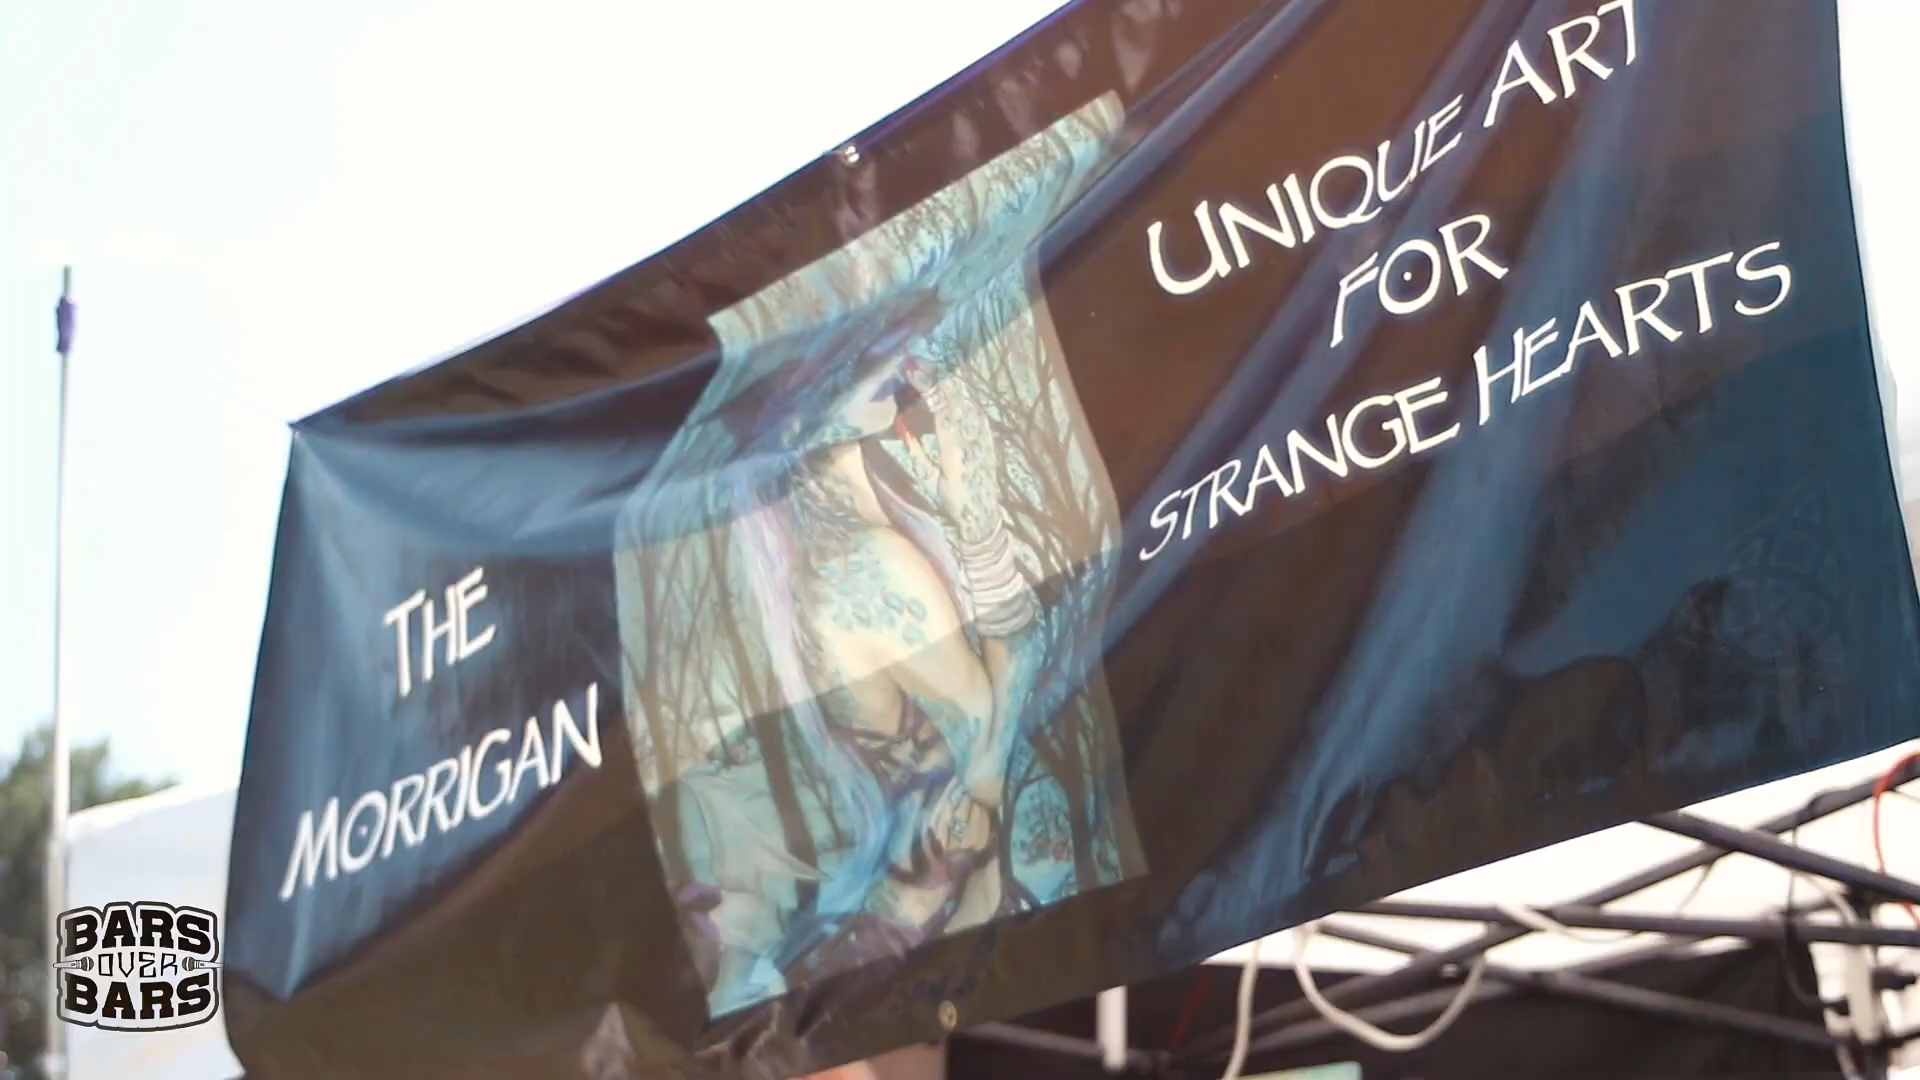 THE
MORRIGAN
UNIQUE ART
FOR
STRANGE HEARTS
BARS
OVER
BARS